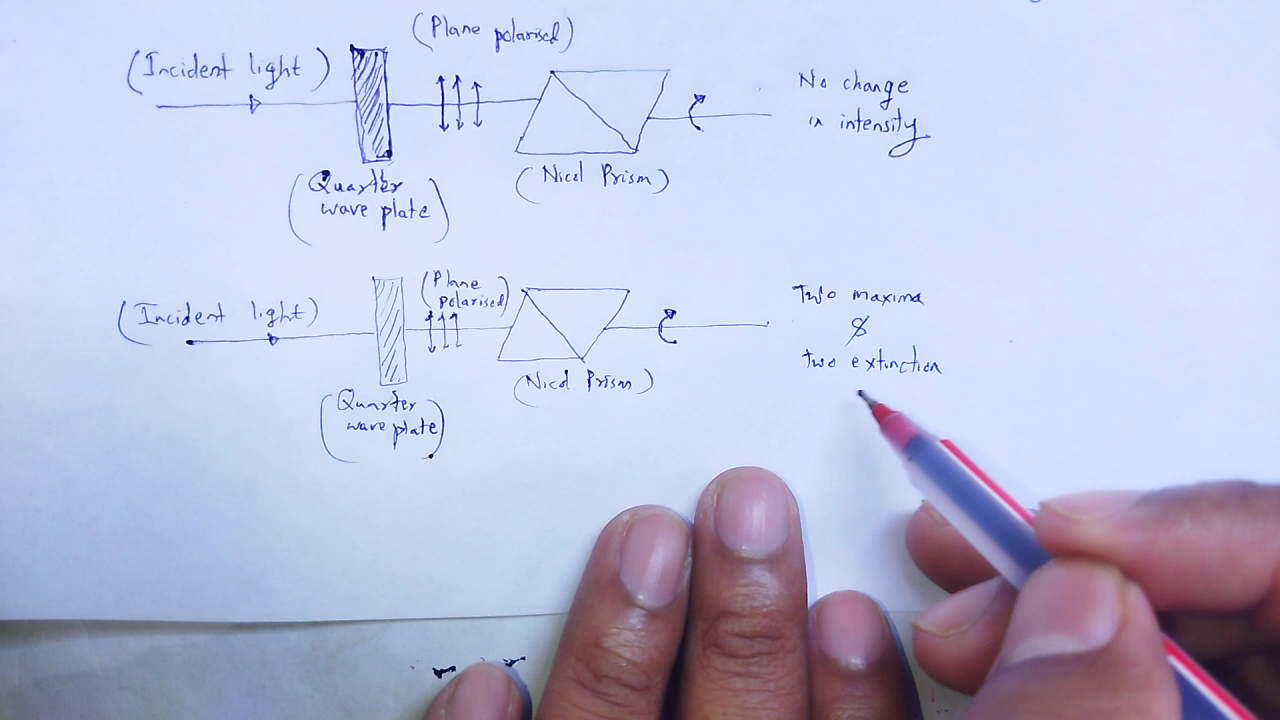 (Plane polarised)
(Incident light)
No change
in intensity
(Quarter
wave plate)
(Nicol Prism)
(Plane
Polarised)
(Incident light)
Two maxima
&
two extinction
(Nicol Prism)
(Quarter
wave plate)